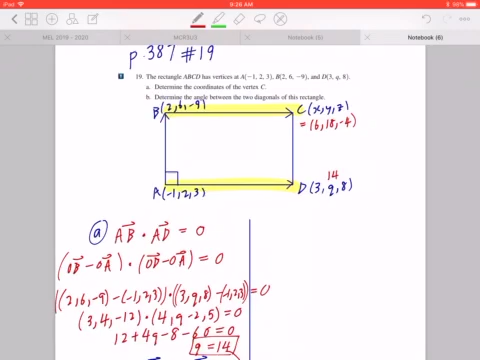 9:26 AM
MEL 2019 - 2020
MCR3U3
Notebook (6)
Notebook (6)
p.387 #19
19. The rectangle ABCD has vertices at A(−1, 2, 3), B(2, 6, −9), and D(3, q, 8).
a. Determine the coordinates of the vertex C.
b. Determine the angle between the two diagonals of this rectangle.
B(2,6,-9)
C(x,y,z)
=(6,18,-4)
14
A(-1,2,3)
D(3,q,8)
ⓐ AB • AD = 0
(OB - OA) • (OD - OA) = 0
((2,6,-9) - (-1,2,3)) • ((3,q,8) - (-1,2,3)) = 0
(3,4,-12) • (4,q-2,5) = 0
12 + 4q - 8 - 60 = 0
q = 14